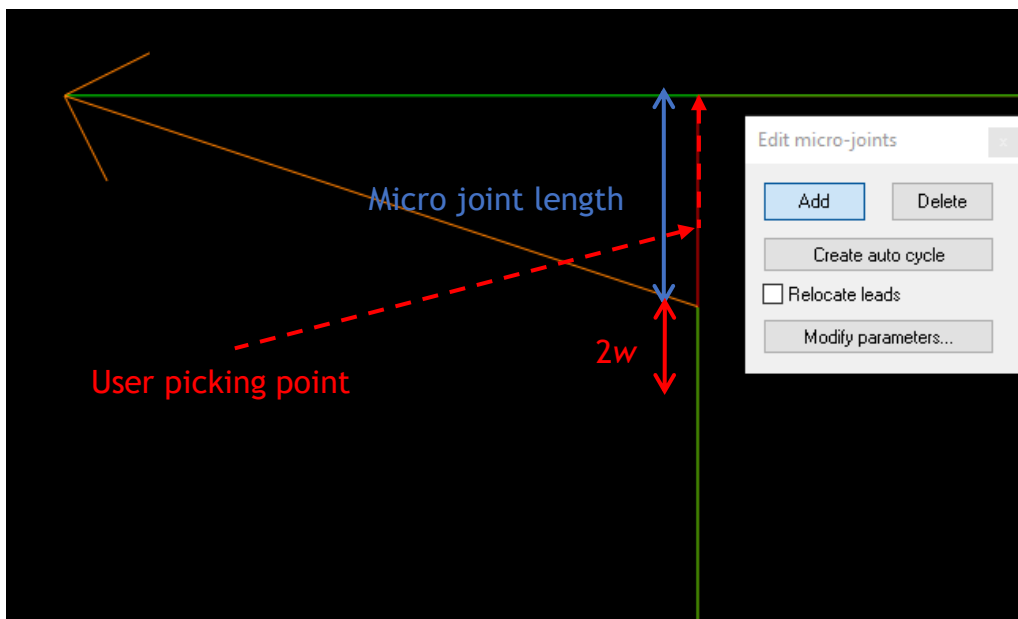 Edit micro-joints
x
Add Delete
Create auto cycle
Relocate leads
Modify parameters...
Micro joint length
2w
User picking point